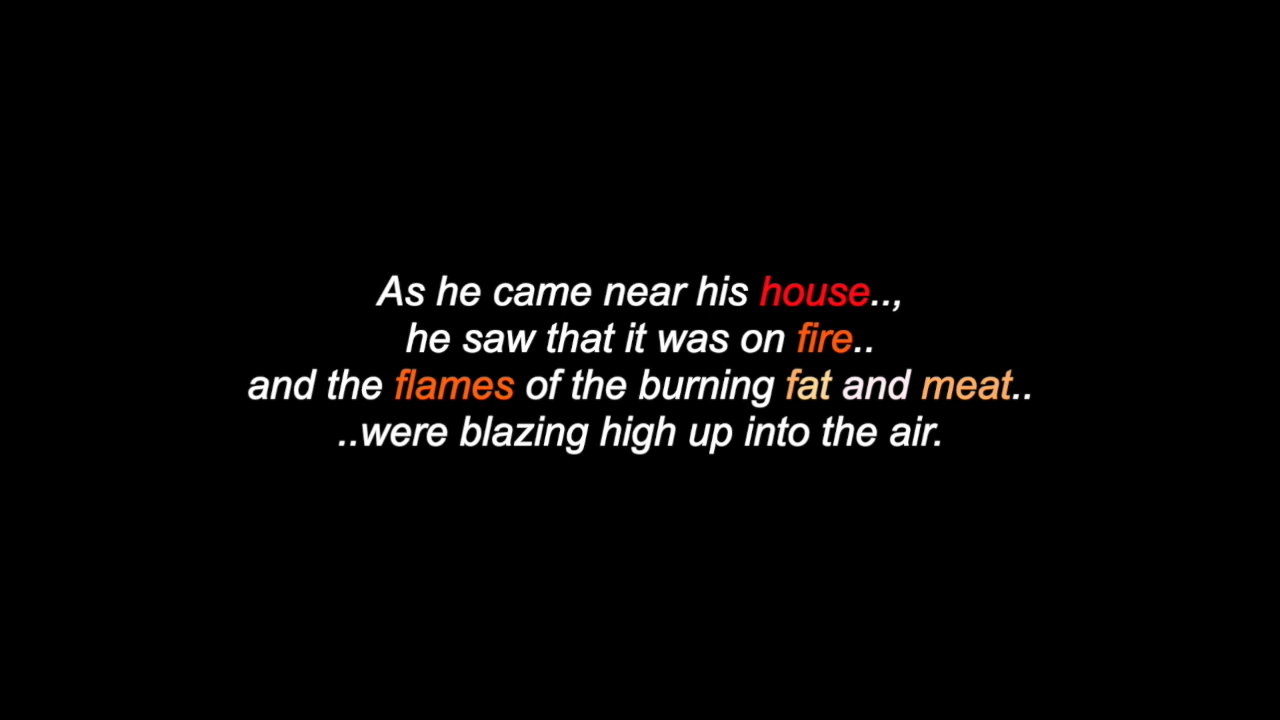 As he came near his house..,
he saw that it was on fire..
and the flames of the burning fat and meat..
..were blazing high up into the air.